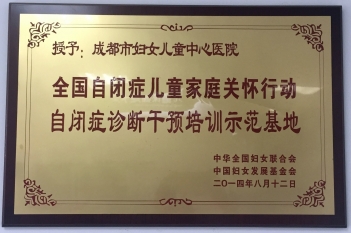 授予：成都市妇女儿童中心医院
全国自闭症儿童家庭关怀行动
自闭症诊断干预培训示范基地
中华全国妇女联合会
中国妇女发展基金会
二〇一四年八月十二日